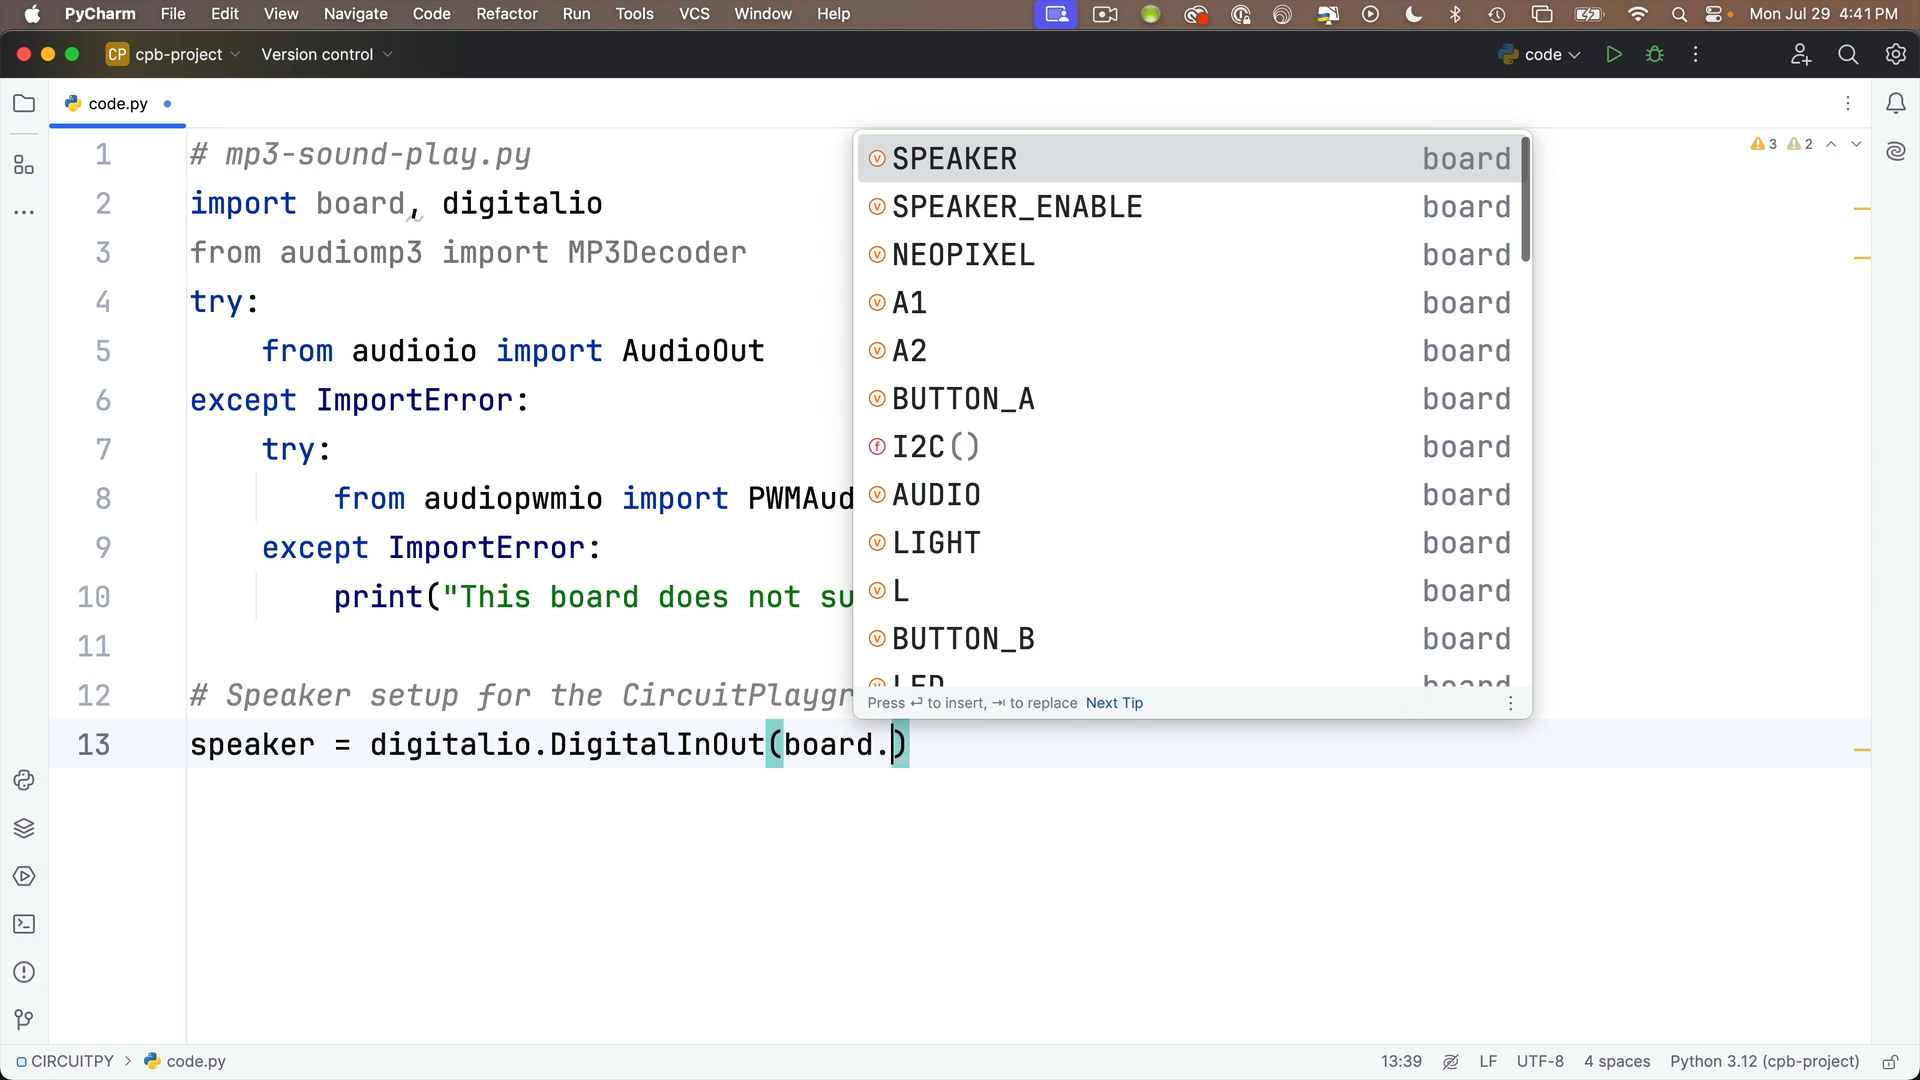 PyCharm File Edit View Navigate Code Refactor Run Tools VCS Window Help Mon Jul 29 4:41 PM
CP cpb-project Version control code
code.py
3 2
1 # mp3-sound-play.py
2 import board, digitalio
3 from audiomp3 import MP3Decoder
4 try:
5 from audioio import AudioOut
6 except ImportError:
7 try:
8 from audiopwmio import PWMAud
9 except ImportError:
10 print("This board does not su
11
12 # Speaker setup for the CircuitPlaygr
13 speaker = digitalio.DigitalInOut(board.)
SPEAKER board
SPEAKER_ENABLE board
NEOPIXEL board
A1 board
A2 board
BUTTON_A board
I2C() board
AUDIO board
LIGHT board
L board
BUTTON_B board
LED board
Press ⏎ to insert, ⇥ to replace Next Tip
CIRCUITPY > code.py 13:39 LF UTF-8 4 spaces Python 3.12 (cpb-project)